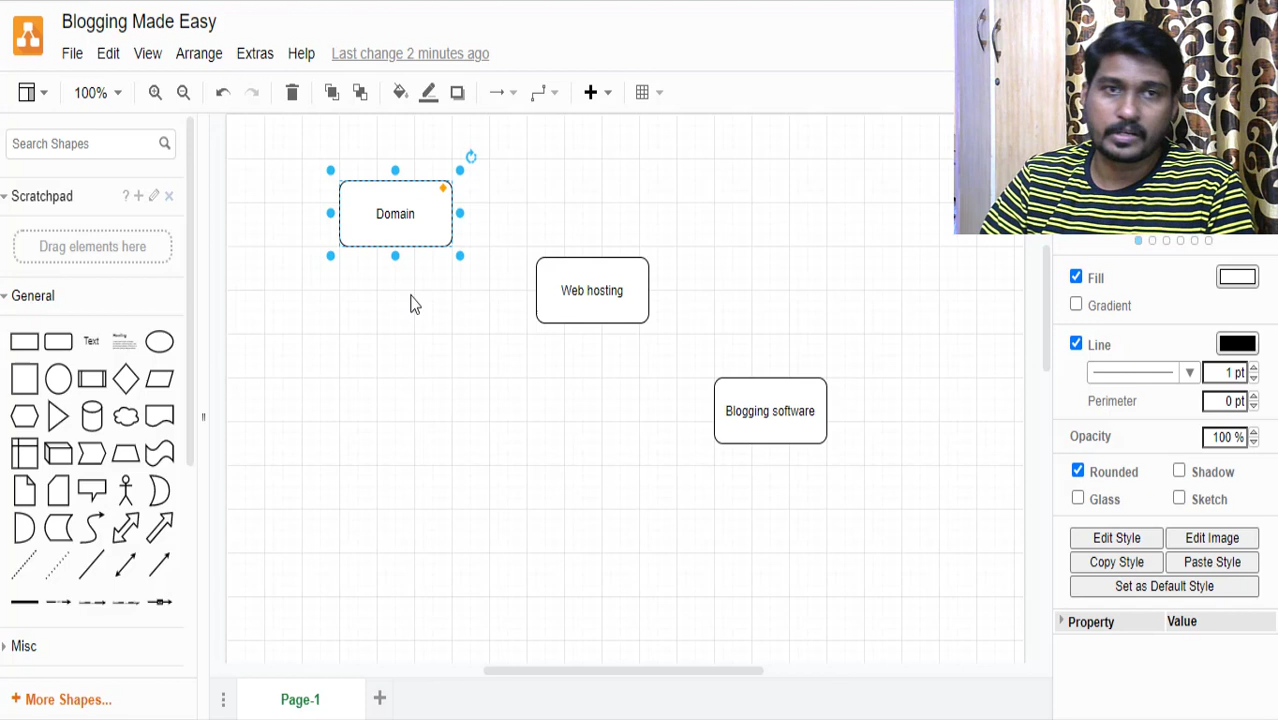 Blogging Made Easy
File Edit View Arrange Extras Help Last change 2 minutes ago
100%
Search Shapes
Scratchpad ?
Drag elements here
General
Text
Heading
Misc
+ More Shapes...
Domain
Web hosting
Blogging software
Fill
Gradient
Line
1 pt
Perimeter 0 pt
Opacity 100 %
Rounded Shadow
Glass Sketch
Edit Style Edit Image
Copy Style Paste Style
Set as Default Style
Property Value
Page-1